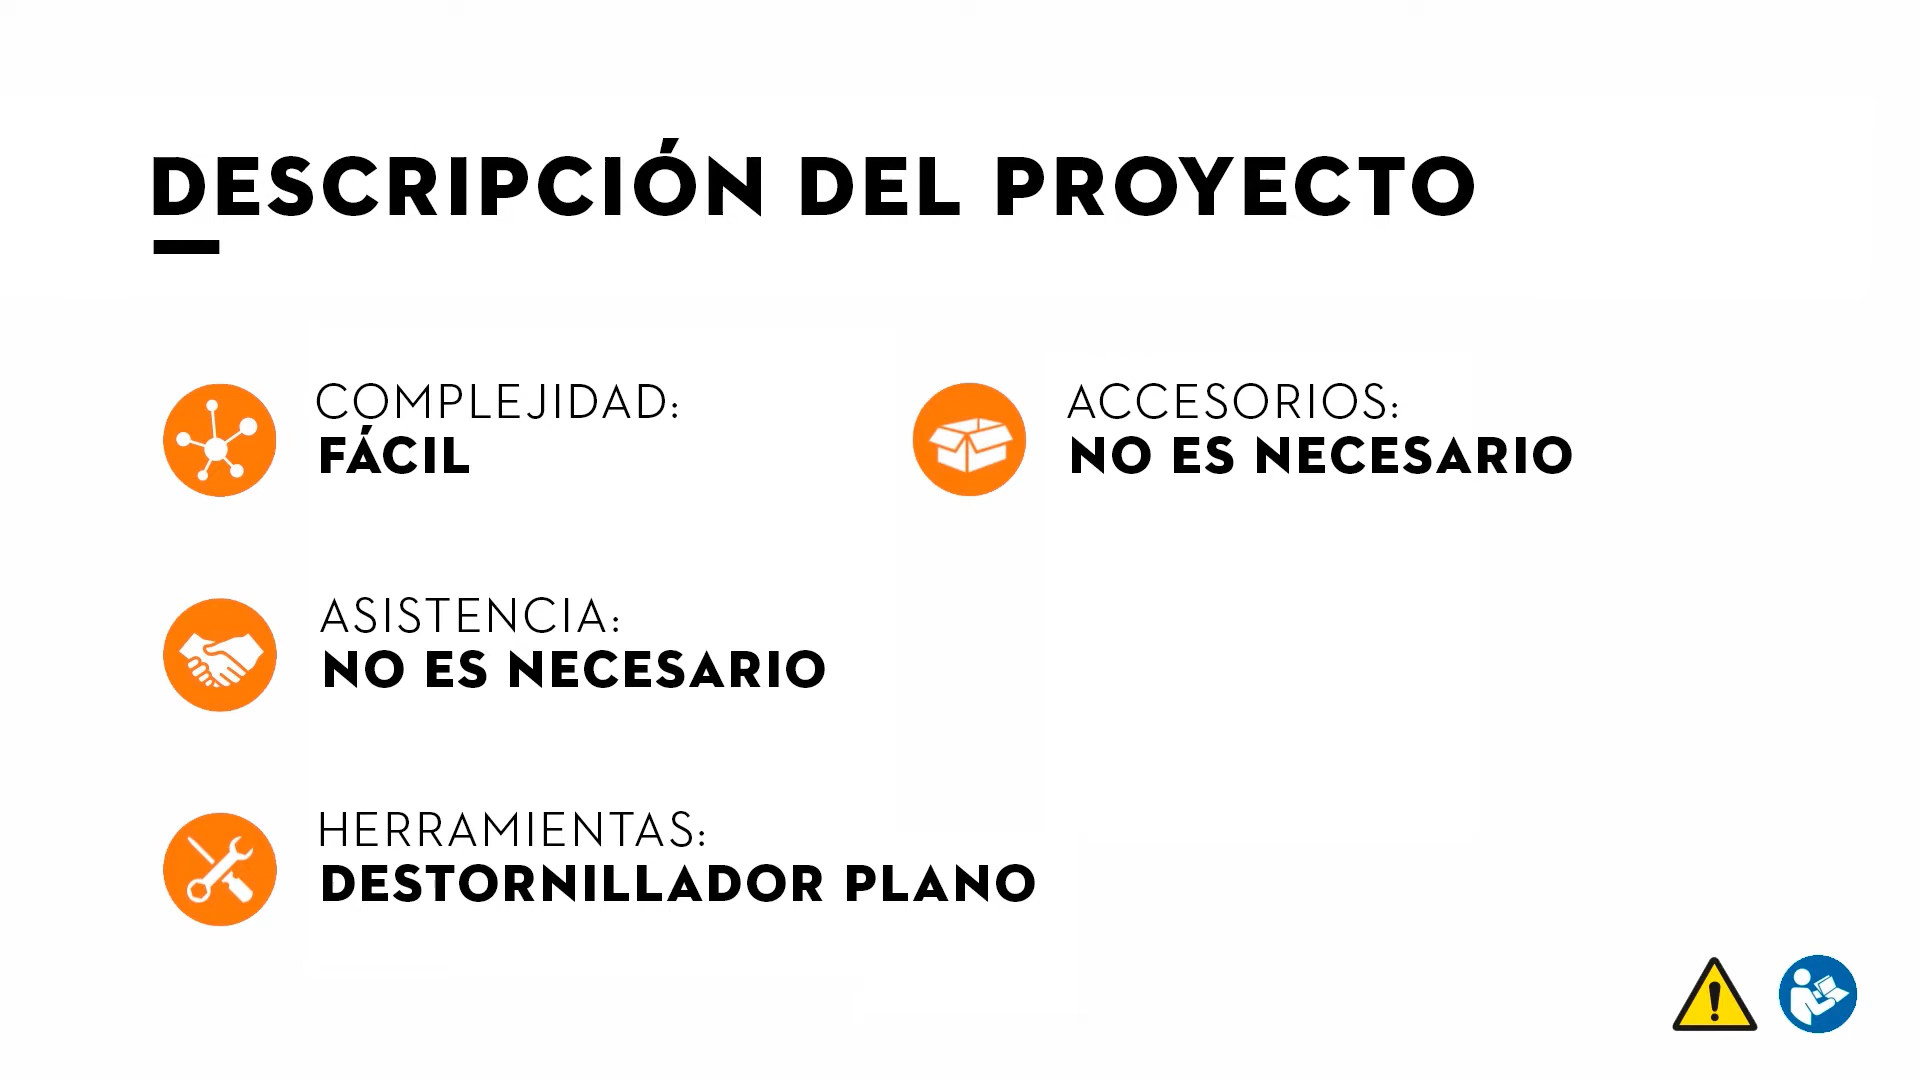 DESCRIPCIÓN DEL PROYECTO
COMPLEJIDAD:
FÁCIL
ASISTENCIA:
NO ES NECESARIO
HERRAMIENTAS:
DESTORNILLADOR PLANO
ACCESORIOS:
NO ES NECESARIO